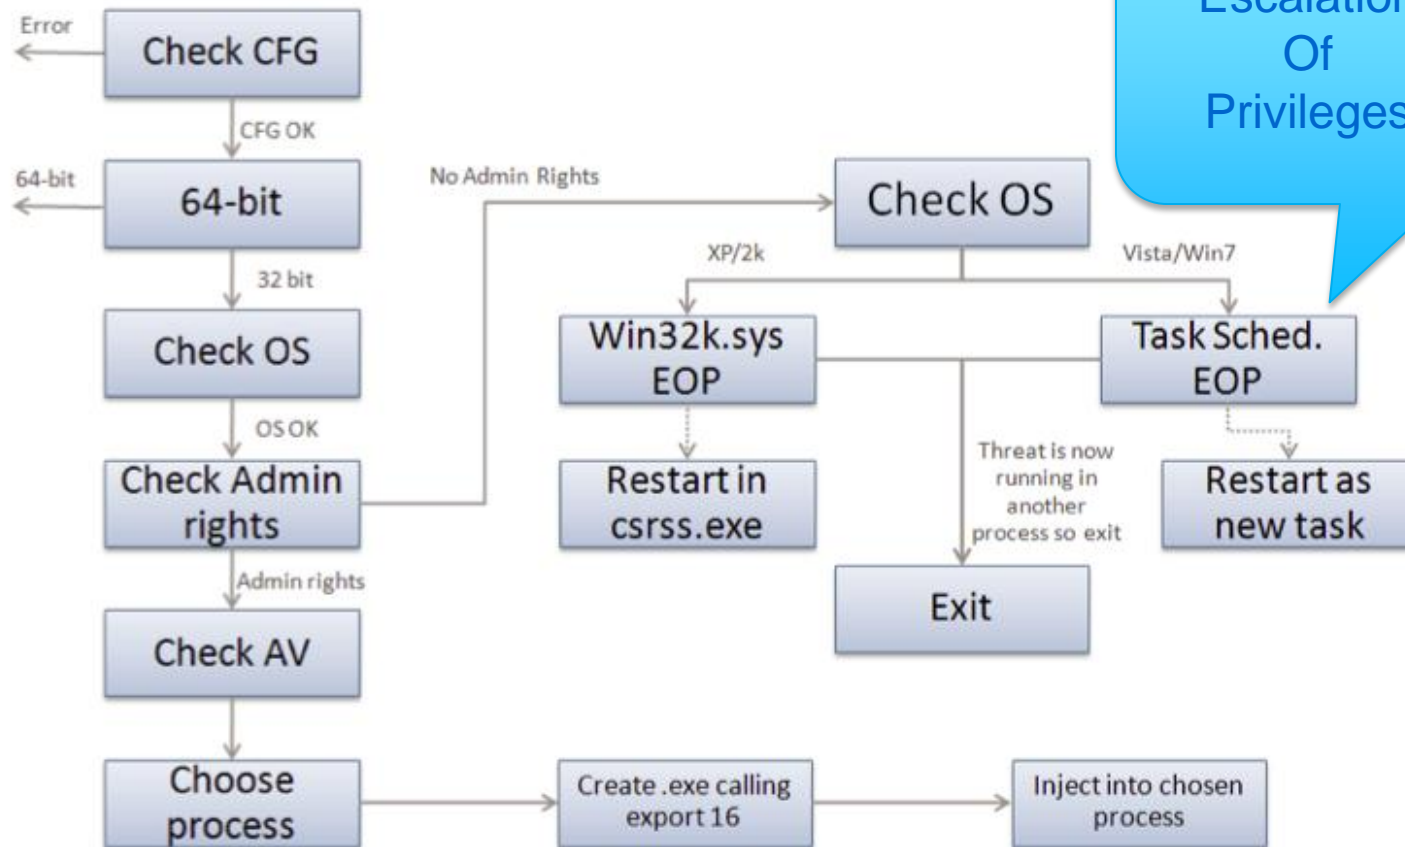 Error
Check CFG
CFG OK
64-bit
64-bit
32 bit
Check OS
OS OK
Check Admin
rights
Admin rights
Check AV
Choose
process
No Admin Rights
Check OS
XP/2k
Vista/Win7
Win32k.sys
EOP
Task Sched.
EOP
Restart in
csrss.exe
Threat is now
running in
another
process so exit
Restart as
new task
Exit
Create .exe calling
export 16
Inject into chosen
process
Escalation
Of
Privileges